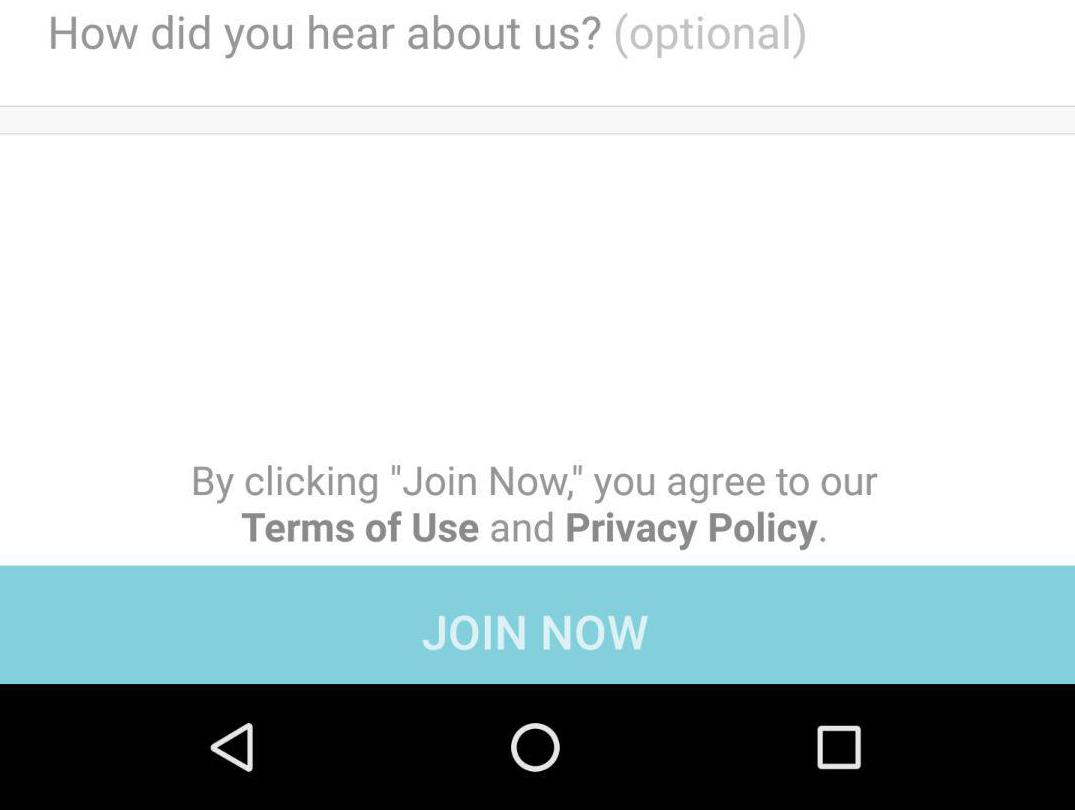 How did you hear about us? (optional)
By clicking "Join Now," you agree to our
Terms of Use and Privacy Policy.
JOIN NOW